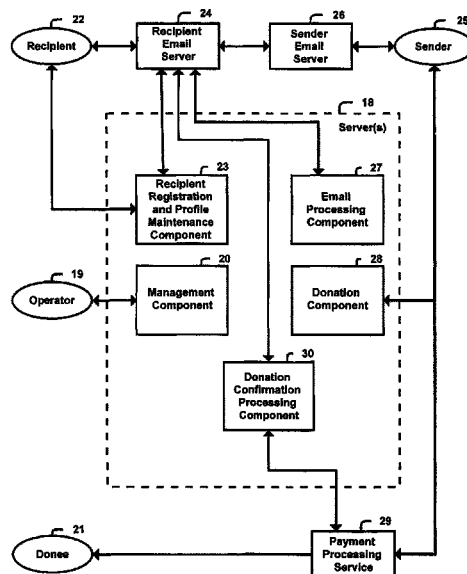 22
Recipient
24
Recipient
Email
Server
26
Sender
Email
Server
25
Sender
18
Server(s)
23
Recipient
Registration
and Profile
Maintenance
Component
27
Email
Processing
Component
19
Operator
20
Management
Component
28
Donation
Component
30
Donation
Confirmation
Processing
Component
21
Donee
29
Payment
Processing
Service